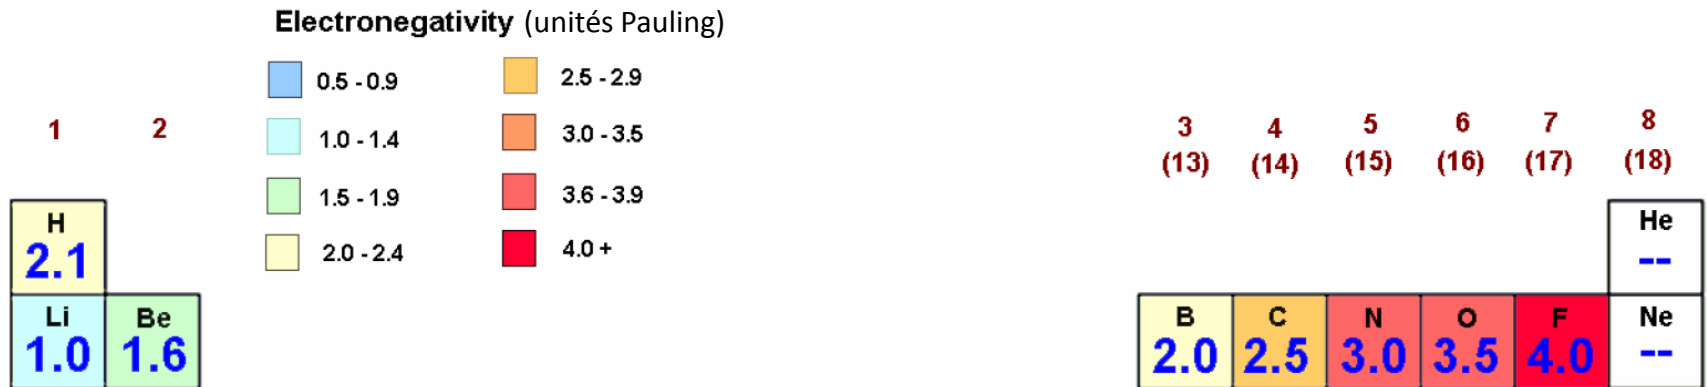 Electronegativity (unités Pauling)
0.5 - 0.9
2.5 - 2.9
1.0 - 1.4
3.0 - 3.5
1.5 - 1.9
3.6 - 3.9
2.0 - 2.4
4.0 +
1 2 3 4 5 6 7 8
(13) (14) (15) (16) (17) (18)
H He
2.1 --
Li Be B C N O F Ne
1.0 1.6 2.0 2.5 3.0 3.5 4.0 --